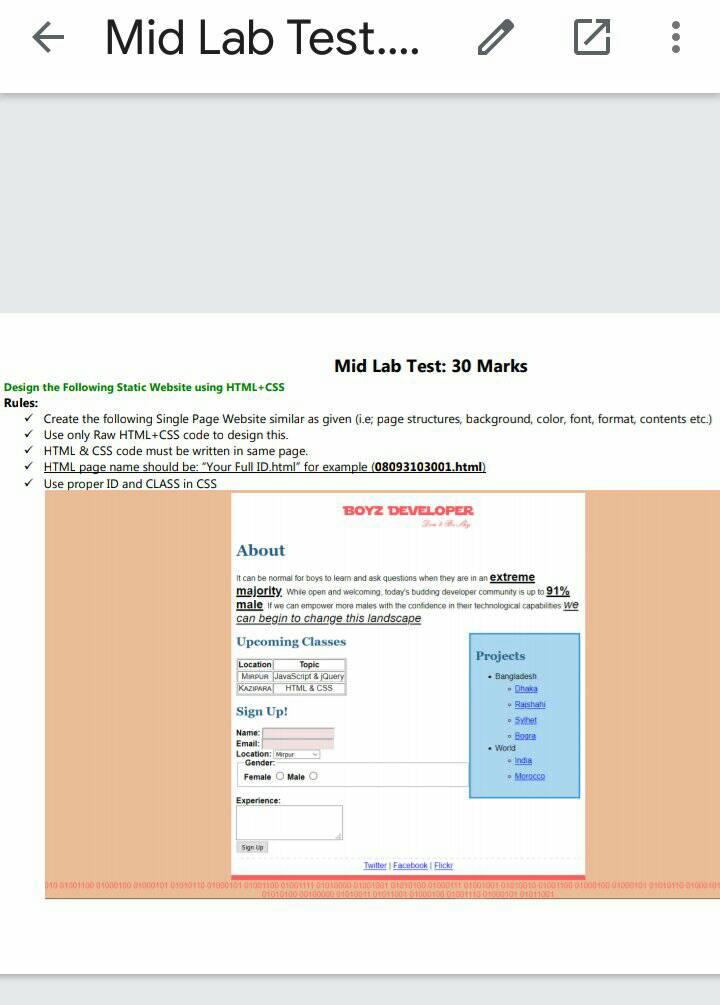 Mid Lab Test....
Mid Lab Test: 30 Marks
Design the Following Static Website using HTML+CSS
Rules:
✓ Create the following Single Page Website similar as given (i.e; page structures, background, color, font, format, contents etc.)
✓ Use only Raw HTML+CSS code to design this.
✓ HTML & CSS code must be written in same page.
✓ HTML page name should be: "Your Full ID.html" for example (08093103001.html)
✓ Use proper ID and CLASS in CSS
BOYZ DEVELOPER
About
It can be normal for boys to learn and ask questions when they are in an extreme
majority. While open and welcoming, today's budding developer community is up to 91%
male. If we can empower more males with the confidence in their technological capabilities we
can begin to change this landscape
Upcoming Classes
Location Topic
Mirpur JavaScript & jQuery
Kazipara HTML & CSS
Sign Up!
Name:
Email:
Location: Mirpur
Gender:
Female Male
Experience:
Sign Up
Projects
• Bangladesh
Dhaka
Rajshahi
Sylhet
Bogra
• World
India
Morocco
Twitter | Facebook | Flickr